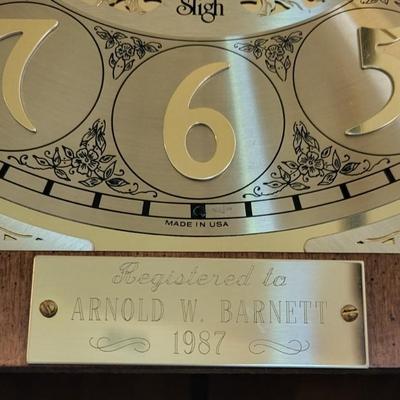 Sligh
7 6 5
MADE IN USA
Registered to
ARNOLD W. BARNETT
1987